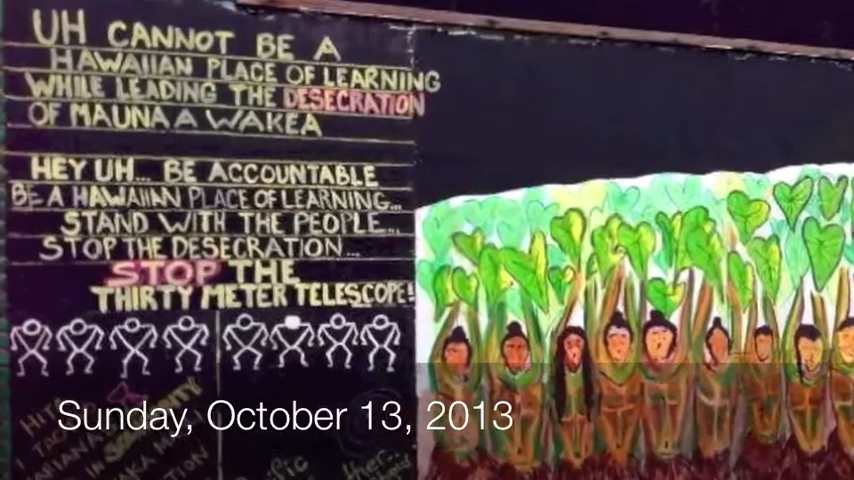 UH CANNOT BE A
HAWAIIAN PLACE OF LEARNING
WHILE LEADING THE DESECRATION
OF MAUNA A WAKEA
HEY UH... BE ACCOUNTABLE
BE A HAWAIIAN PLACE OF LEARNING...
STAND WITH THE PEOPLE...
STOP THE DESECRATION...
STOP THE
THIRTY METER TELESCOPE!
Sunday, October 13, 2013